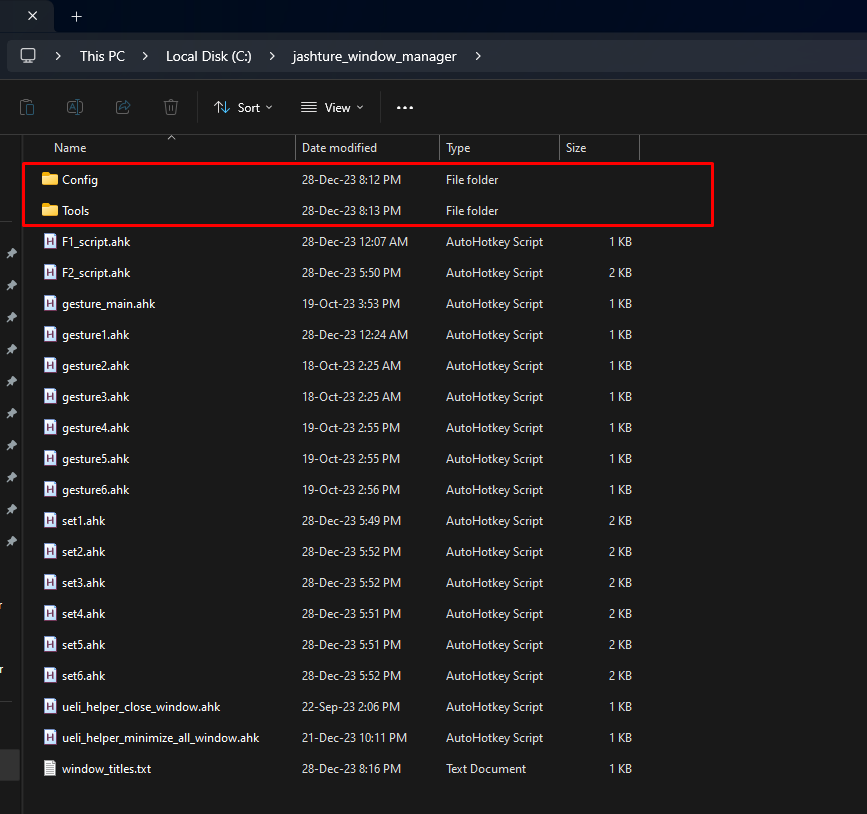 This PC Local Disk (C:) jashture_window_manager
Sort View
Name Date modified Type Size
Config 28-Dec-23 8:12 PM File folder
Tools 28-Dec-23 8:13 PM File folder
F1_script.ahk 28-Dec-23 12:07 AM AutoHotkey Script 1 KB
F2_script.ahk 28-Dec-23 5:50 PM AutoHotkey Script 2 KB
gesture_main.ahk 19-Oct-23 3:53 PM AutoHotkey Script 1 KB
gesture1.ahk 28-Dec-23 12:24 AM AutoHotkey Script 1 KB
gesture2.ahk 18-Oct-23 2:25 AM AutoHotkey Script 1 KB
gesture3.ahk 18-Oct-23 2:25 AM AutoHotkey Script 1 KB
gesture4.ahk 19-Oct-23 2:55 PM AutoHotkey Script 1 KB
gesture5.ahk 19-Oct-23 2:55 PM AutoHotkey Script 1 KB
gesture6.ahk 19-Oct-23 2:56 PM AutoHotkey Script 1 KB
set1.ahk 28-Dec-23 5:49 PM AutoHotkey Script 2 KB
set2.ahk 28-Dec-23 5:52 PM AutoHotkey Script 2 KB
set3.ahk 28-Dec-23 5:52 PM AutoHotkey Script 2 KB
set4.ahk 28-Dec-23 5:51 PM AutoHotkey Script 2 KB
set5.ahk 28-Dec-23 5:51 PM AutoHotkey Script 2 KB
set6.ahk 28-Dec-23 5:52 PM AutoHotkey Script 2 KB
ueli_helper_close_window.ahk 22-Sep-23 2:06 PM AutoHotkey Script 1 KB
ueli_helper_minimize_all_window.ahk 21-Dec-23 10:11 PM AutoHotkey Script 1 KB
window_titles.txt 28-Dec-23 8:16 PM Text Document 1 KB